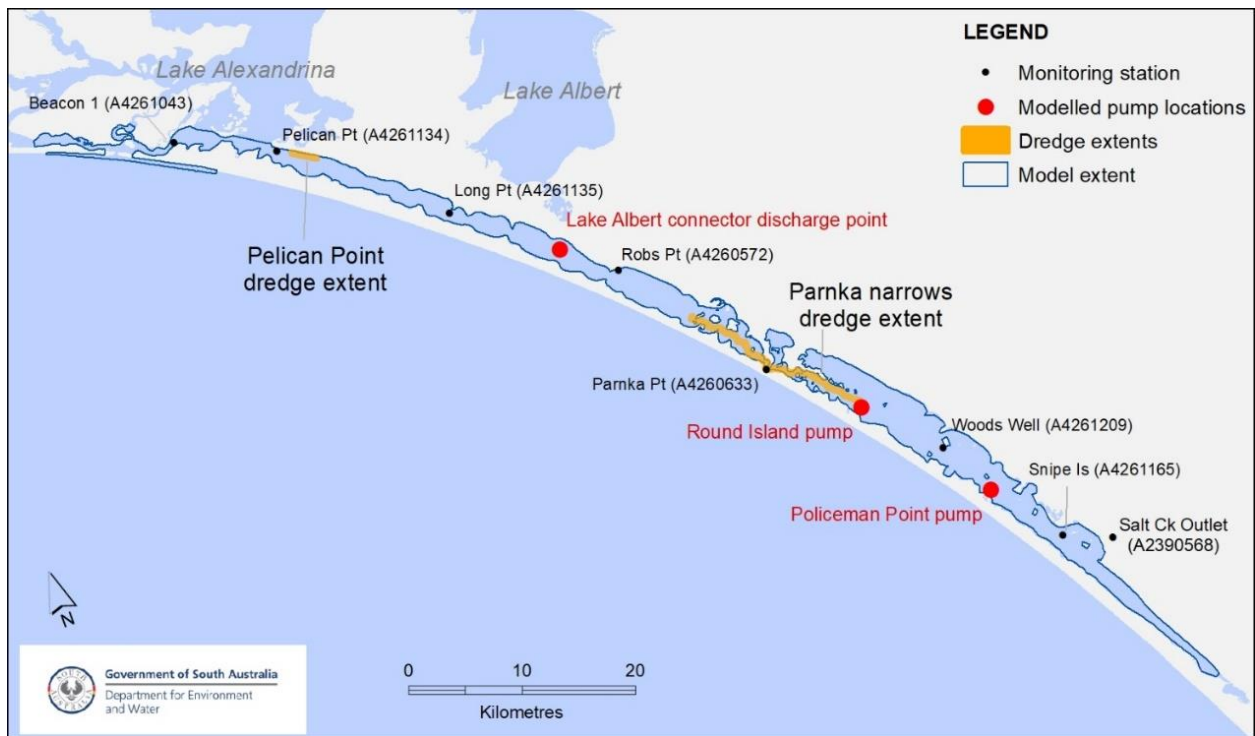 LEGEND
Monitoring station
Modelled pump locations
Dredge extents
Model extent
Lake Alexandrina
Lake Albert
Beacon 1 (A4261043)
Pelican Pt (A4261134)
Long Pt (A4261135)
Lake Albert connector discharge point
Robs Pt (A4260572)
Pelican Point
dredge extent
Parnka narrows
dredge extent
Parnka Pt (A4260633)
Round Island pump
Woods Well (A4261209)
Snipe Is (A4261165)
Policeman Point pump
Salt Ck Outlet
(A2390568)
N
0 10 20
Kilometres
Government of South Australia
Department for Environment
and Water